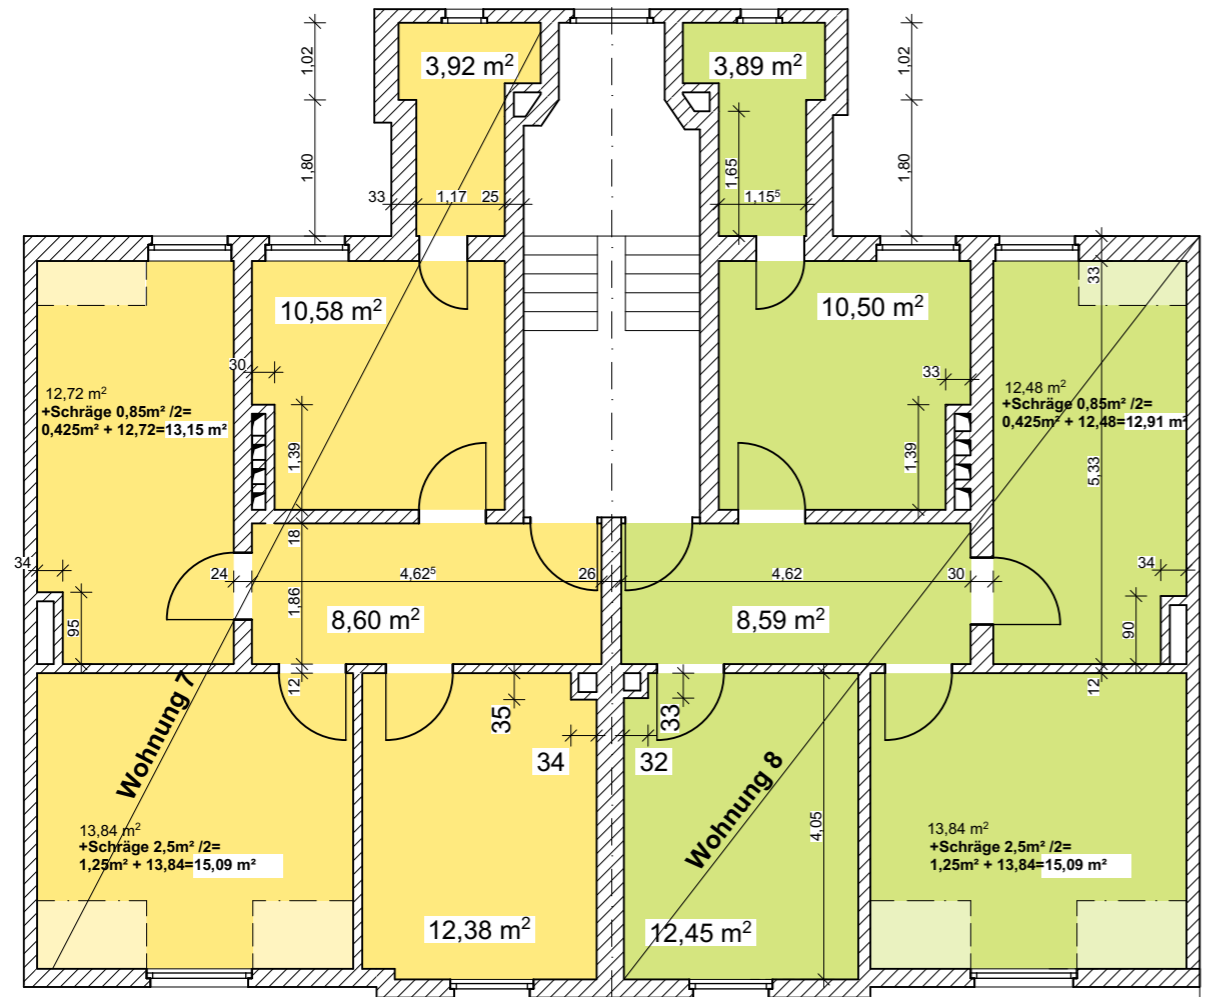 3,92 m²
3,89 m²
1,02
1,02
1,80
1,80
1,65
33
1,17
25
1,15⁵
10,58 m²
10,50 m²
33
30
33
12,72 m²
+Schräge 0,85m² /2=
0,425m² + 12,72=13,15 m²
12,48 m²
+Schräge 0,85m² /2=
0,425m² + 12,48=12,91 m²
1,39
1,39
5,33
18
34
24
4,62⁵
26
4,62
30
34
1,86
95
8,60 m²
8,59 m²
90
12
12
Wohnung 7
35
33
34
32
Wohnung 8
4,05
13,84 m²
+Schräge 2,5m² /2=
1,25m² + 13,84=15,09 m²
13,84 m²
+Schräge 2,5m² /2=
1,25m² + 13,84=15,09 m²
12,38 m²
12,45 m²